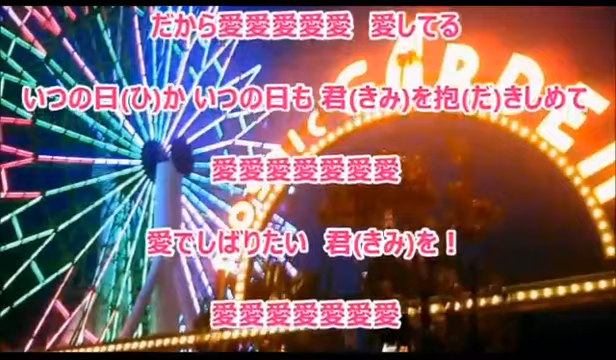 だから愛愛愛愛愛 愛してる
いつの日(ひ)か いつの日も 君(きみ)を抱(だ)きしめて
愛愛愛愛愛愛愛
愛でしばりたい 君(きみ)を！
愛愛愛愛愛愛愛